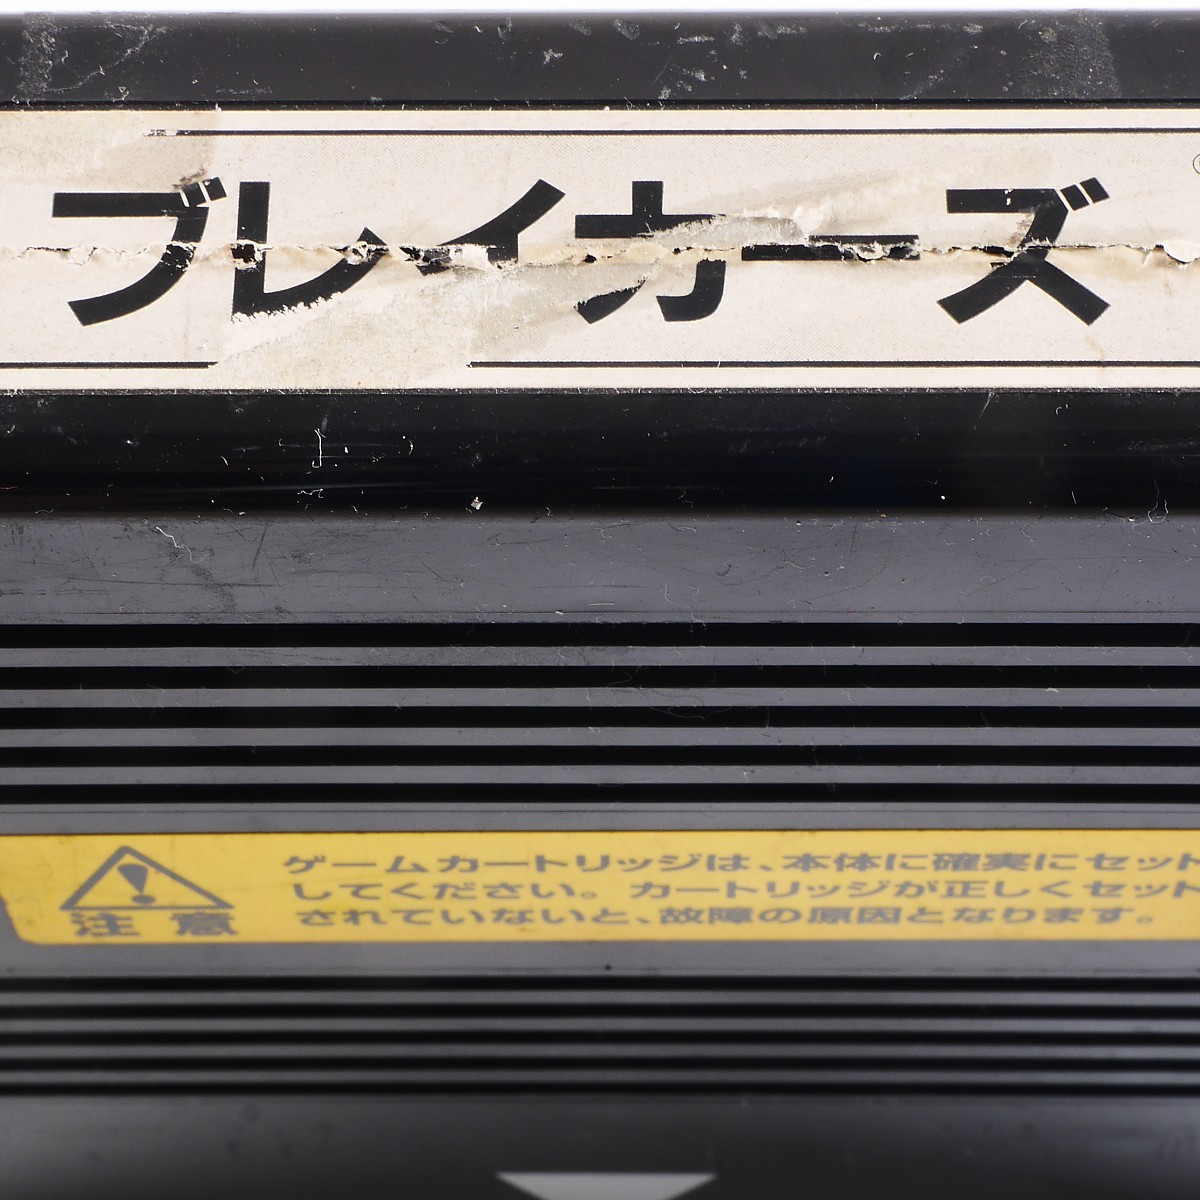 ブレイカーズ
注意
ゲームカートリッジは、本体に確実にセット
してください。カートリッジが正しくセット
されていないと、故障の原因となります。